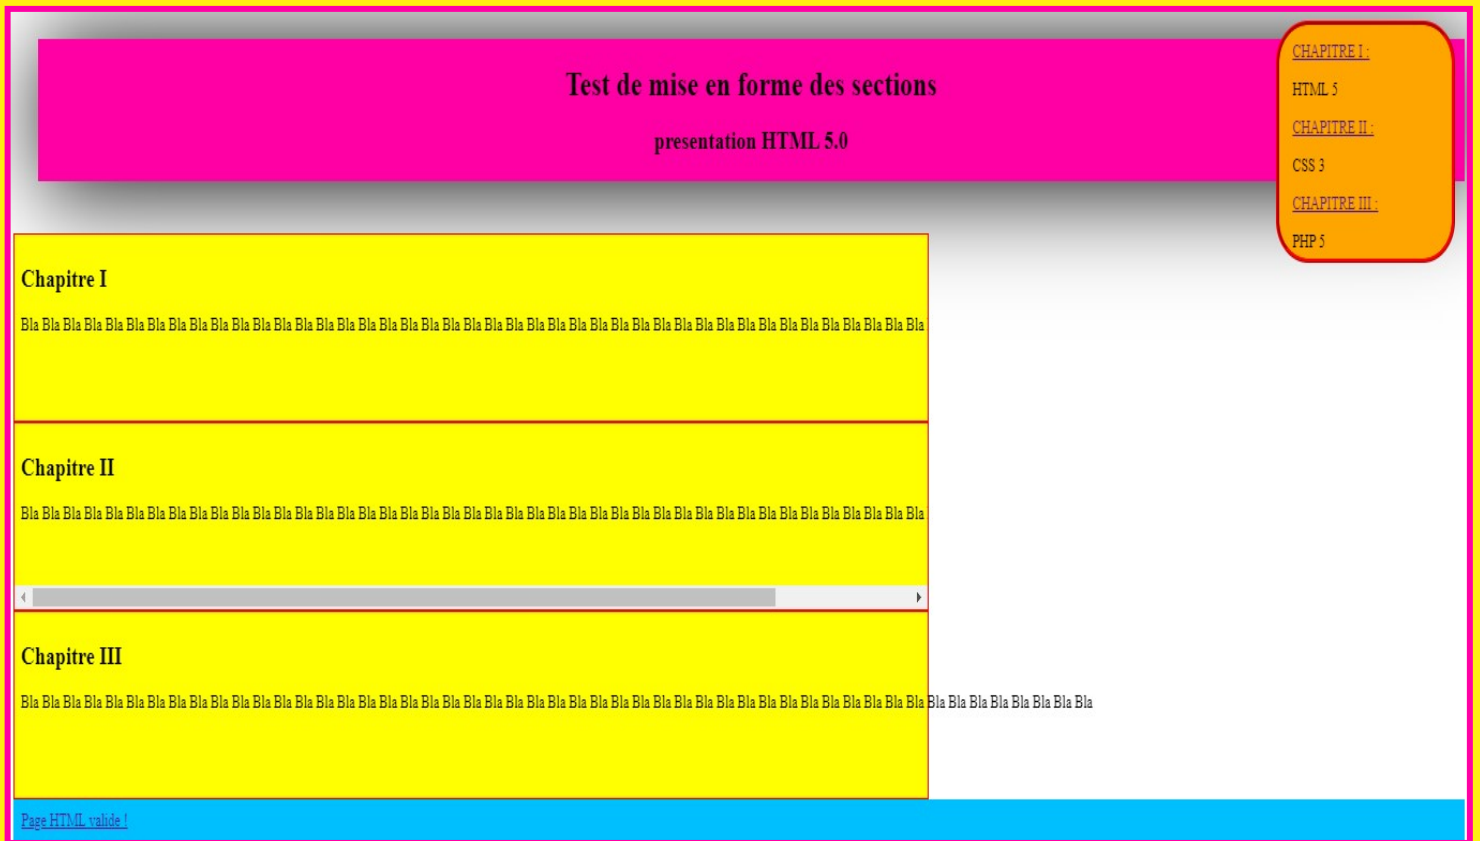 Test de mise en forme des sections
presentation HTML 5.0
CHAPITRE I :
HTML 5
CHAPITRE II :
CSS 3
CHAPITRE III :
PHP 5
Chapitre I
Bla Bla Bla Bla Bla Bla Bla Bla Bla Bla Bla Bla Bla Bla Bla Bla Bla Bla Bla Bla Bla Bla Bla Bla Bla Bla Bla Bla Bla Bla Bla Bla Bla Bla Bla Bla Bla Bla Bla Bla Bla Bla Bla
Chapitre II
Bla Bla Bla Bla Bla Bla Bla Bla Bla Bla Bla Bla Bla Bla Bla Bla Bla Bla Bla Bla Bla Bla Bla Bla Bla Bla Bla Bla Bla Bla Bla Bla Bla Bla Bla Bla Bla Bla Bla Bla Bla Bla Bla
Chapitre III
Bla Bla Bla Bla Bla Bla Bla Bla Bla Bla Bla Bla Bla Bla Bla Bla Bla Bla Bla Bla Bla Bla Bla Bla Bla Bla Bla Bla Bla Bla Bla Bla Bla Bla Bla Bla Bla Bla Bla Bla Bla Bla Bla Bla Bla Bla Bla Bla Bla Bla Bla
Page HTML valide !